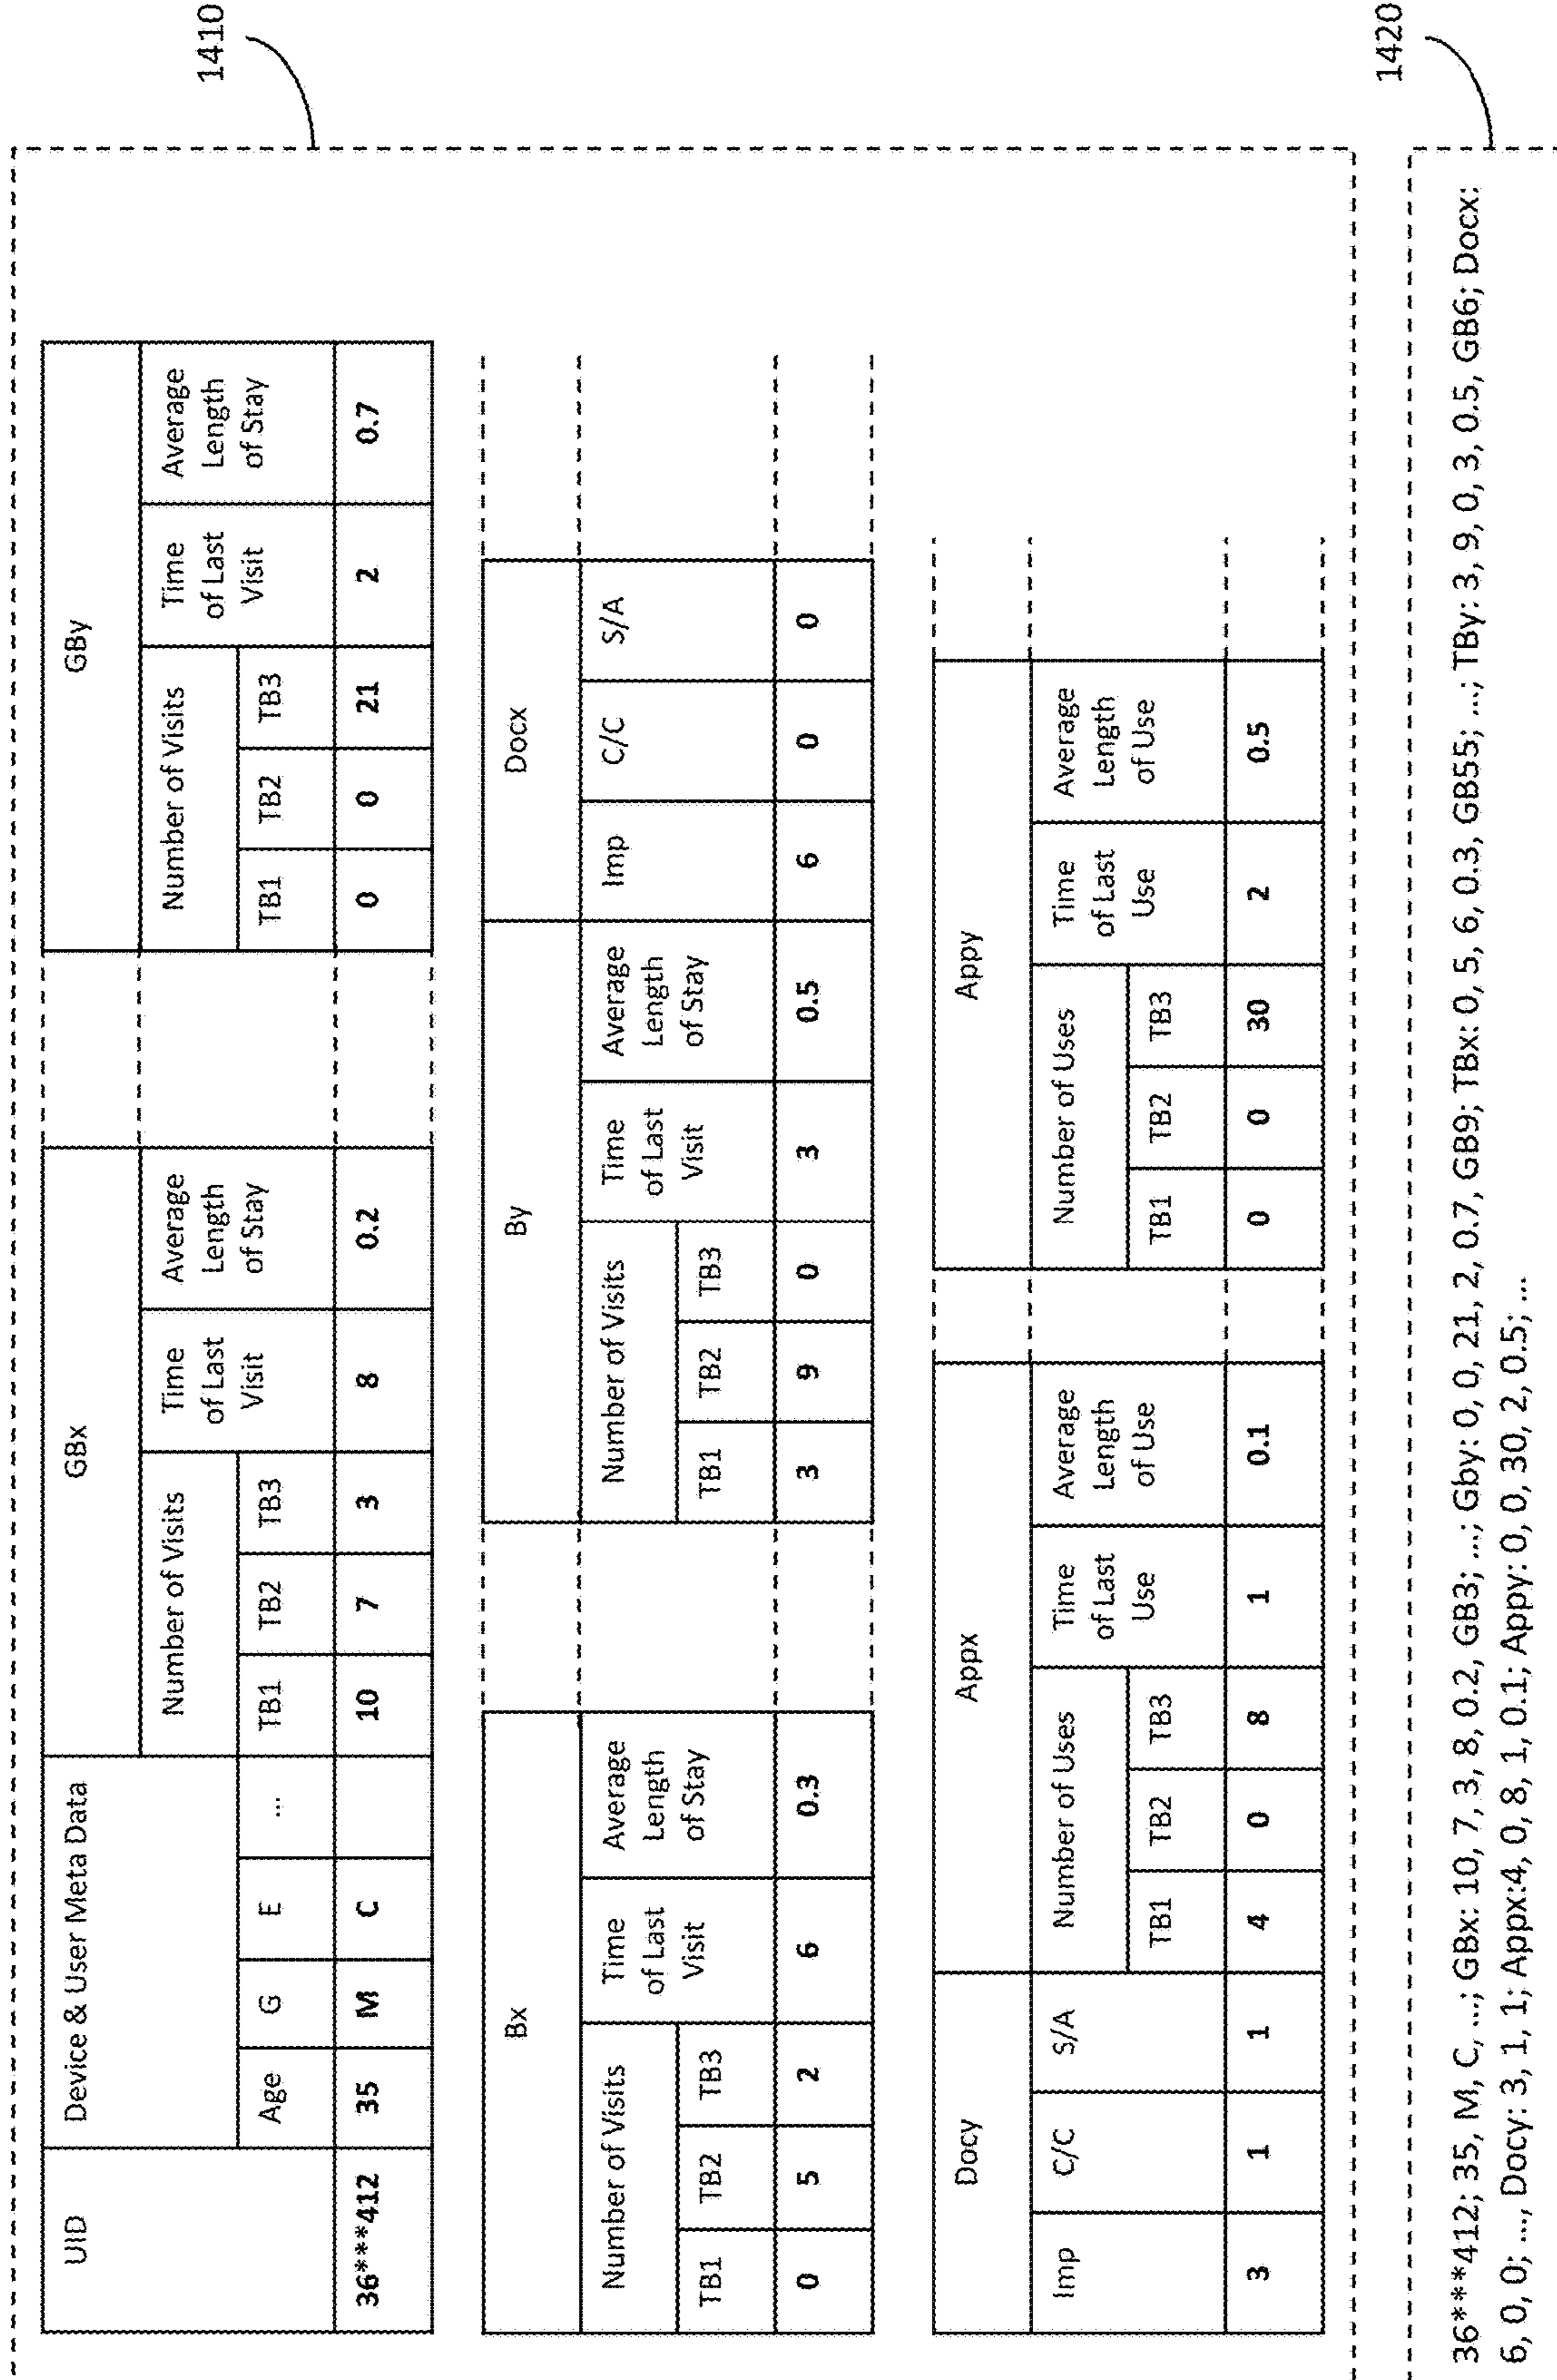 1410
UID Device & User Meta Data GBx GBy
Number of Visits Time of Last Visit Average Length of Stay Number of Visits Time of Last Visit Average Length of Stay
Age G E ... TB1 TB2 TB3 TB1 TB2 TB3
36***412 35 M C 10 7 3 8 0.2 0 0 21 2 0.7
Bx By Docx
Number of Visits Time of Last Visit Average Length of Stay Number of Visits Time of Last Visit Average Length of Stay Imp C/C S/A
TB1 TB2 TB3 TB1 TB2 TB3
0 5 2 6 0.3 3 9 0 3 0.5 6 0 0
Docy Appx Appy
Imp C/C S/A Number of Uses Time of Last Use Average Length of Use Number of Uses Time of Last Use Average Length of Use
TB1 TB2 TB3 TB1 TB2 TB3
3 1 1 4 0 8 1 0.1 0 0 30 2 0.5
1420
36***412; 35, M, C, ...; GBx: 10, 7, 3, 8, 0.2, GB3; ...; Gby: 0, 0, 21, 2, 0.7, GB9; TBx: 0, 5, 6, 0.3, GB55; ...; TBy: 3, 9, 0, 3, 0.5, GB6; Docx:
6, 0, 0; ..., Docy: 3, 1, 1; Appx:4, 0, 8, 1, 0.1; Appy: 0, 0, 30, 2, 0.5; ...